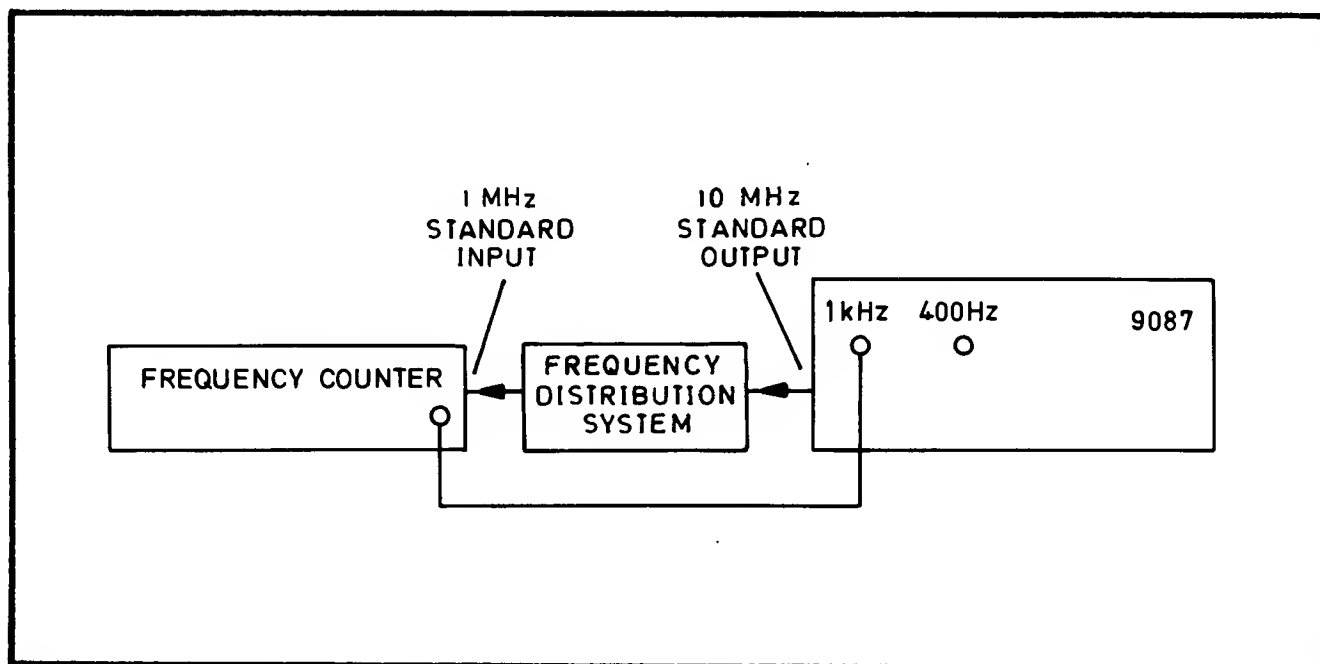 1 MHz
STANDARD
INPUT
10 MHz
STANDARD
OUTPUT
1kHz 400Hz 9087
FREQUENCY COUNTER
FREQUENCY
DISTRIBUTION
SYSTEM